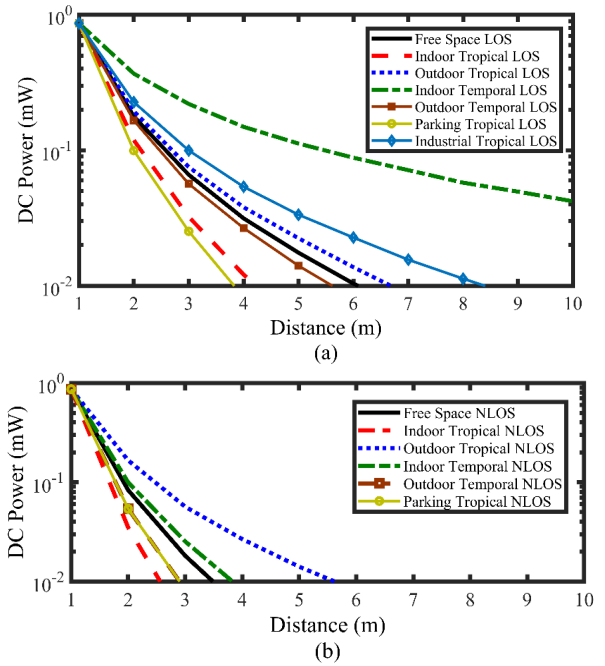 10^0
10^-1
10^-2
DC Power (mW)
Free Space LOS
Indoor Tropical LOS
Outdoor Tropical LOS
Indoor Temporal LOS
Outdoor Temporal LOS
Parking Tropical LOS
Industrial Tropical LOS
1 2 3 4 5 6 7 8 9 10
Distance (m)
(a)
10^0
10^-1
10^-2
DC Power (mW)
Free Space NLOS
Indoor Tropical NLOS
Outdoor Tropical NLOS
Indoor Temporal NLOS
Outdoor Temporal NLOS
Parking Tropical NLOS
1 2 3 4 5 6 7 8 9 10
Distance (m)
(b)